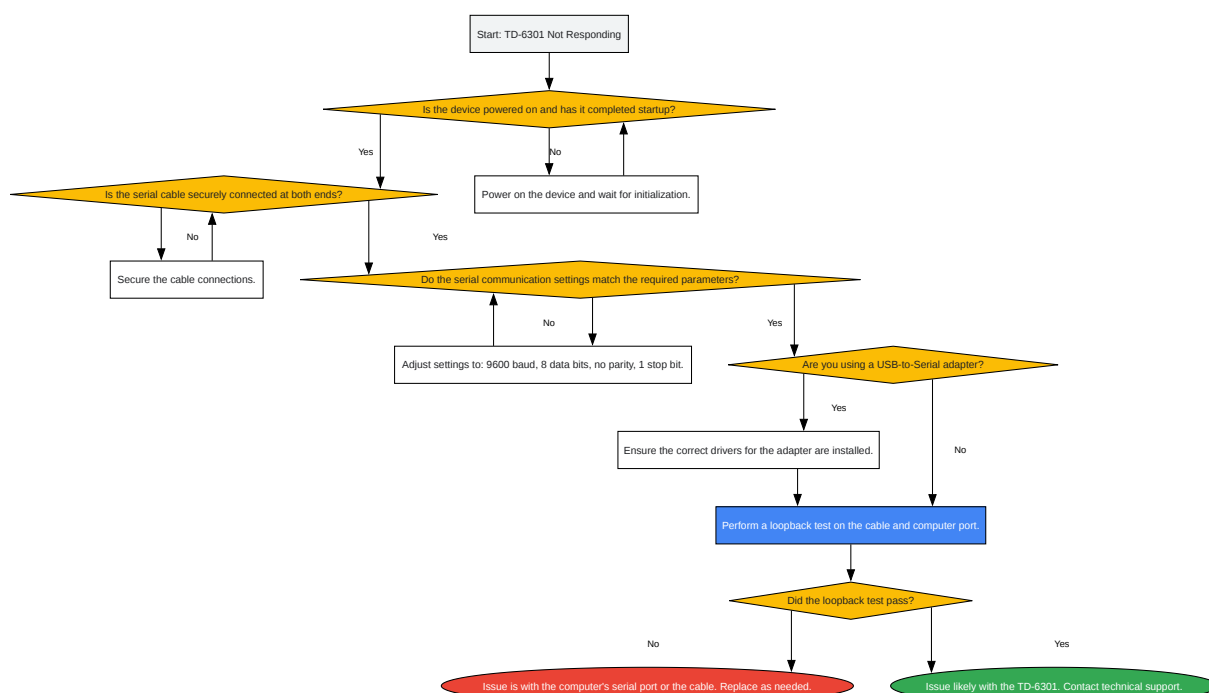 Start: TD-6301 Not Responding
Is the device powered on and has it completed startup?
Yes
No
Is the serial cable securely connected at both ends?
Power on the device and wait for initialization.
No
Yes
Secure the cable connections.
Do the serial communication settings match the required parameters?
No
Yes
Adjust settings to: 9600 baud, 8 data bits, no parity, 1 stop bit.
Are you using a USB-to-Serial adapter?
Yes
Ensure the correct drivers for the adapter are installed.
No
Perform a loopback test on the cable and computer port.
Did the loopback test pass?
No
Yes
Issue is with the computer's serial port or the cable. Replace as needed.
Issue likely with the TD-6301. Contact technical support.